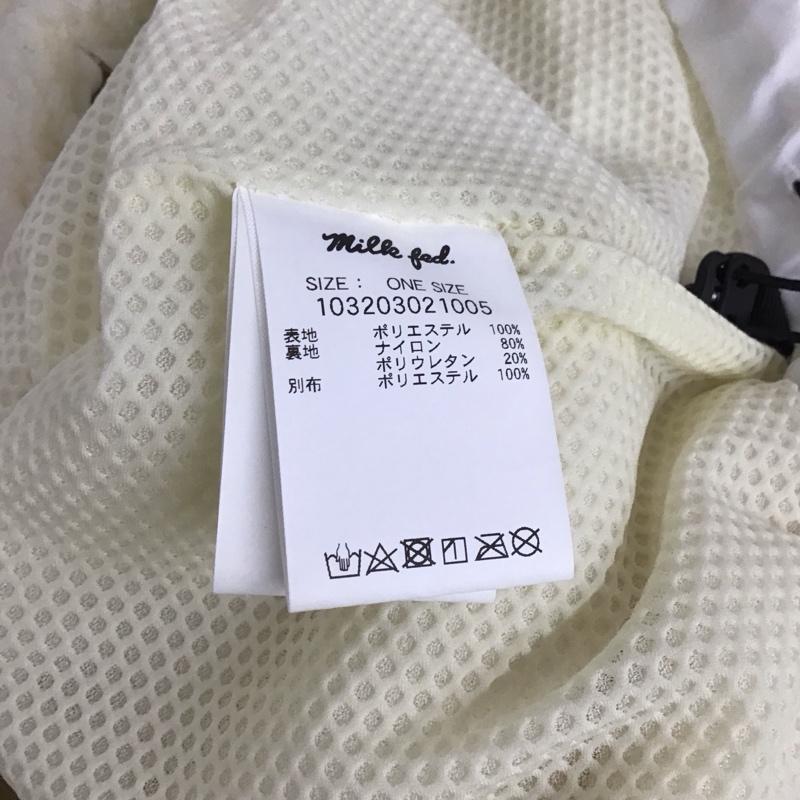 Milk fed.
SIZE : ONE SIZE
103203021005
表地 ポリエステル 100%
裏地 ナイロン 80%
ポリウレタン 20%
別布 ポリエステル 100%